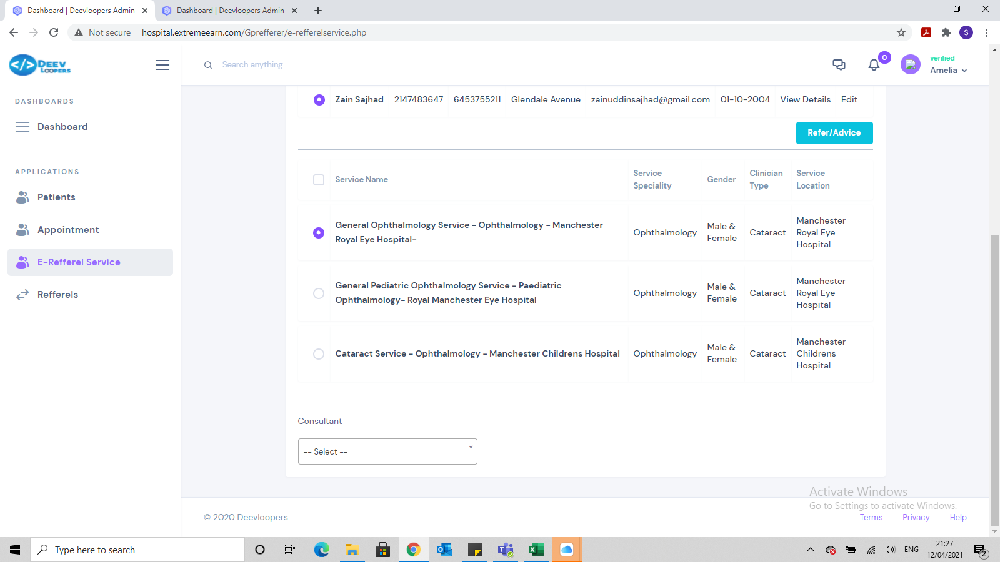 Dashboard | Deevloopers Admin
Dashboard | Deevloopers Admin
Not secure
hospital.extremeearn.com/Gprefferer/e-refferelservice.php
S
</> DEEV
LOOPERS
Search anything
0
verified
Amelia
DASHBOARDS
Dashboard
APPLICATIONS
Patients
Appointment
E-Refferel Service
Refferels
Zain Sajhad 2147483647 6453755211 Glendale Avenue zainuddinsajhad@gmail.com 01-10-2004 View Details Edit
Refer/Advice
Service Name
Service
Speciality
Gender
Clinician
Type
Service
Location
General Ophthalmology Service - Ophthalmology - Manchester
Royal Eye Hospital-
Ophthalmology
Male &
Female
Cataract
Manchester
Royal Eye
Hospital
General Pediatric Ophthalmology Service - Paediatric
Ophthalmology- Royal Manchester Eye Hospital
Ophthalmology
Male &
Female
Cataract
Manchester
Royal Eye
Hospital
Cataract Service - Ophthalmology - Manchester Childrens Hospital
Ophthalmology
Male &
Female
Cataract
Manchester
Childrens
Hospital
Consultant
-- Select --
Activate Windows
Go to Settings to activate Windows.
© 2020 Deevloopers
Terms
Privacy
Help
Type here to search
ENG
21:27
12/04/2021
2